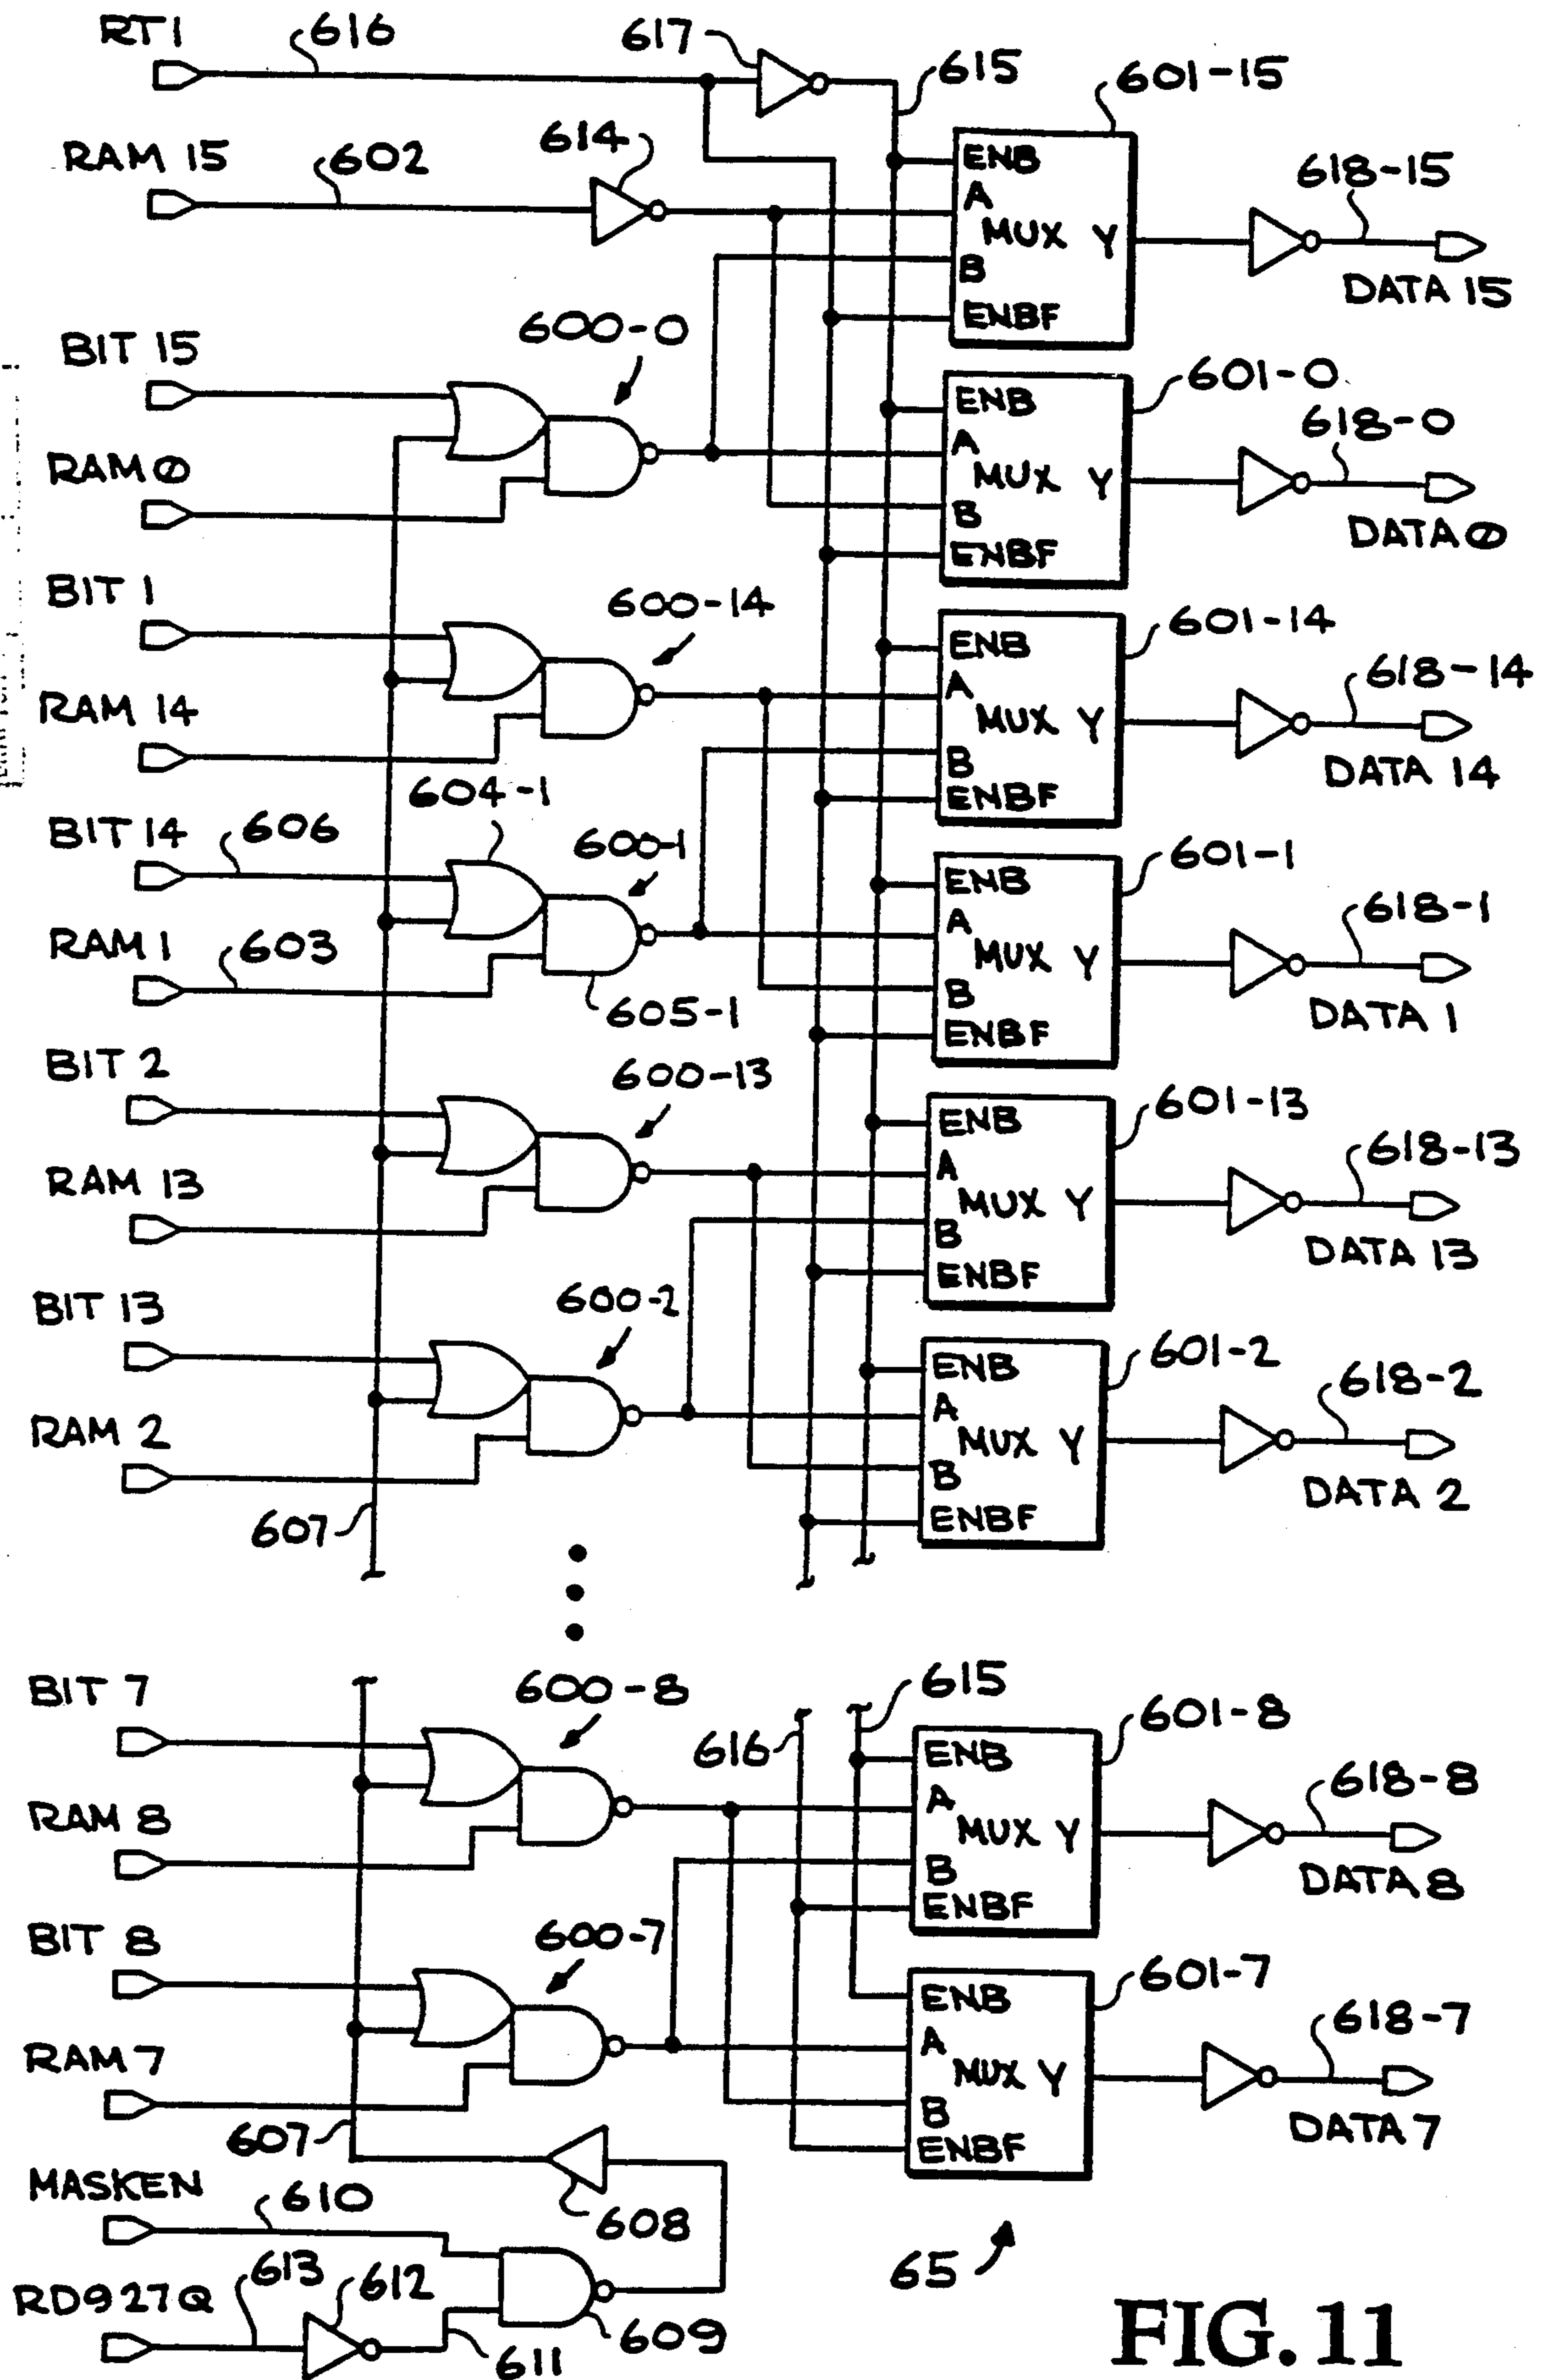 RT1
616
617
615
601-15
RAM 15
602
614
ENB
A
MUX Y
B
ENBF
618-15
DATA 15
BIT 15
600-0
601-0
RAM Ø
ENB
A
MUX Y
B
ENBF
618-0
DATA Ø
BIT 1
600-14
601-14
RAM 14
ENB
A
MUX Y
B
ENBF
618-14
DATA 14
604-1
BIT 14
606
600-1
601-1
RAM 1
603
605-1
ENB
A
MUX Y
B
ENBF
618-1
DATA 1
BIT 2
600-13
601-13
RAM 13
ENB
A
MUX Y
B
ENBF
618-13
DATA 13
BIT 13
600-2
601-2
RAM 2
ENB
A
MUX Y
B
ENBF
618-2
DATA 2
607
BIT 7
600-8
616
615
601-8
RAM 8
ENB
A
MUX Y
B
ENBF
618-8
DATA 8
BIT 8
600-7
601-7
RAM 7
ENB
A
MUX Y
B
ENBF
618-7
DATA 7
607
MASKEN
610
608
RD927Q
613
612
611
609
65
FIG. 11